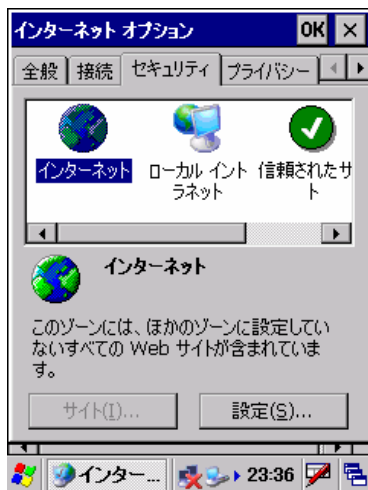 インターネット オプション OK ×
全般 接続 セキュリティ プライバシー
インターネット ローカル イント 信頼されたサ
ラネット ト
インターネット
このゾーンには、ほかのゾーンに設定してい
ないすべての Web サイトが含まれていま
す。
サイト(I)... 設定(S)...
インター... 23:36